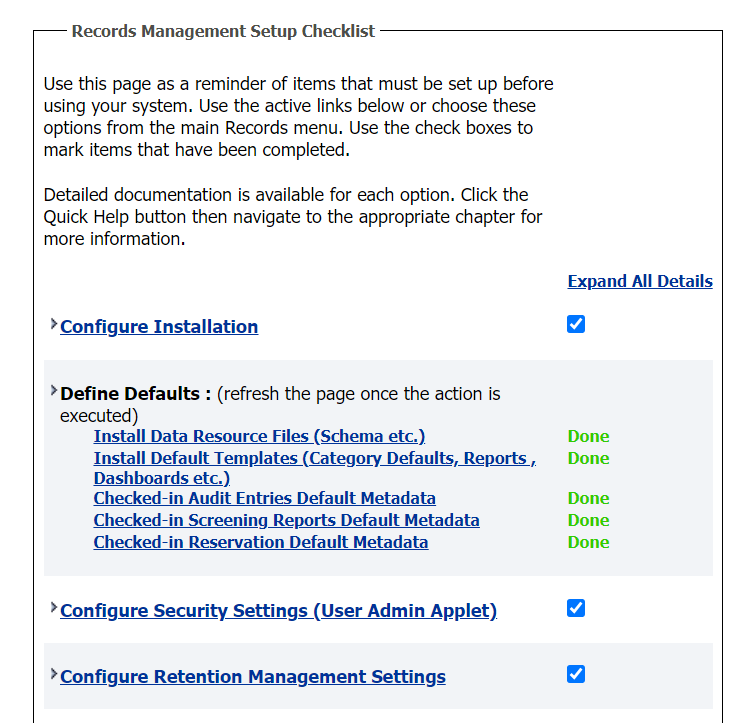 Records Management Setup Checklist
Use this page as a reminder of items that must be set up before
using your system. Use the active links below or choose these
options from the main Records menu. Use the check boxes to
mark items that have been completed.
Detailed documentation is available for each option. Click the
Quick Help button then navigate to the appropriate chapter for
more information.
Expand All Details
Configure Installation
Define Defaults : (refresh the page once the action is
executed)
Install Data Resource Files (Schema etc.) Done
Install Default Templates (Category Defaults, Reports , Done
Dashboards etc.)
Checked-in Audit Entries Default Metadata Done
Checked-in Screening Reports Default Metadata Done
Checked-in Reservation Default Metadata Done
Configure Security Settings (User Admin Applet)
Configure Retention Management Settings